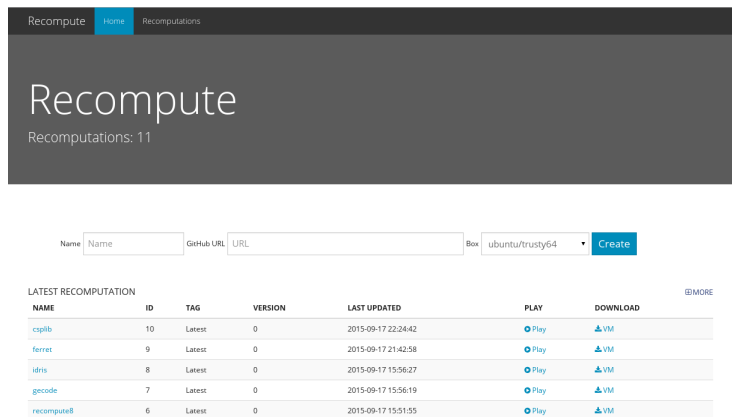 Recompute Home Recomputations
Recompute
Recomputations: 11
Name Name GitHub URL URL Box ubuntu/trusty64 Create
LATEST RECOMPUTATION MORE
NAME ID TAG VERSION LAST UPDATED PLAY DOWNLOAD
csplib 10 Latest 0 2015-09-17 22:24:42 Play VM
ferret 9 Latest 0 2015-09-17 21:42:58 Play VM
idris 8 Latest 0 2015-09-17 15:56:27 Play VM
gecode 7 Latest 0 2015-09-17 15:56:19 Play VM
recompute8 6 Latest 0 2015-09-17 15:51:55 Play VM